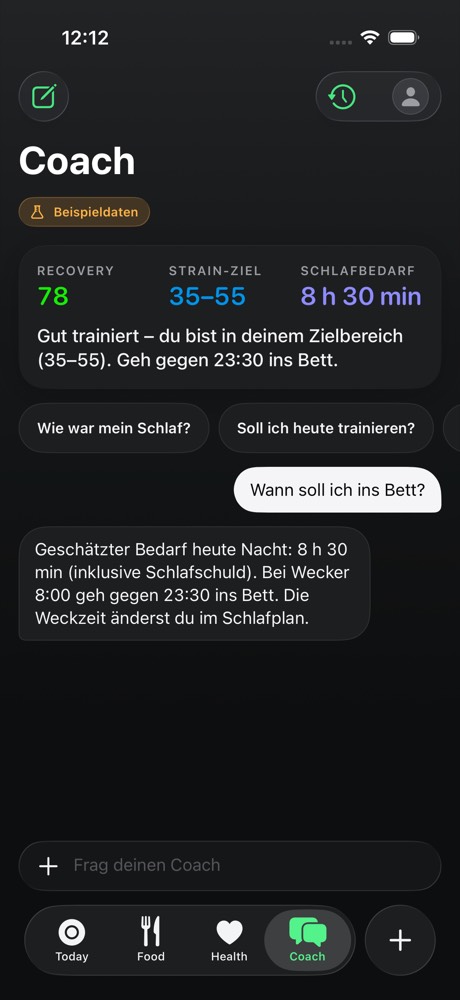 12:12
Coach
Beispieldaten
RECOVERY STRAIN-ZIEL SCHLAFBEDARF
78 35–55 8 h 30 min
Gut trainiert – du bist in deinem Zielbereich
(35–55). Geh gegen 23:30 ins Bett.
Wie war mein Schlaf? Soll ich heute trainieren?
Wann soll ich ins Bett?
Geschätzter Bedarf heute Nacht: 8 h 30
min (inklusive Schlafschuld). Bei Wecker
8:00 geh gegen 23:30 ins Bett. Die
Weckzeit änderst du im Schlafplan.
Frag deinen Coach
Today Food Health Coach